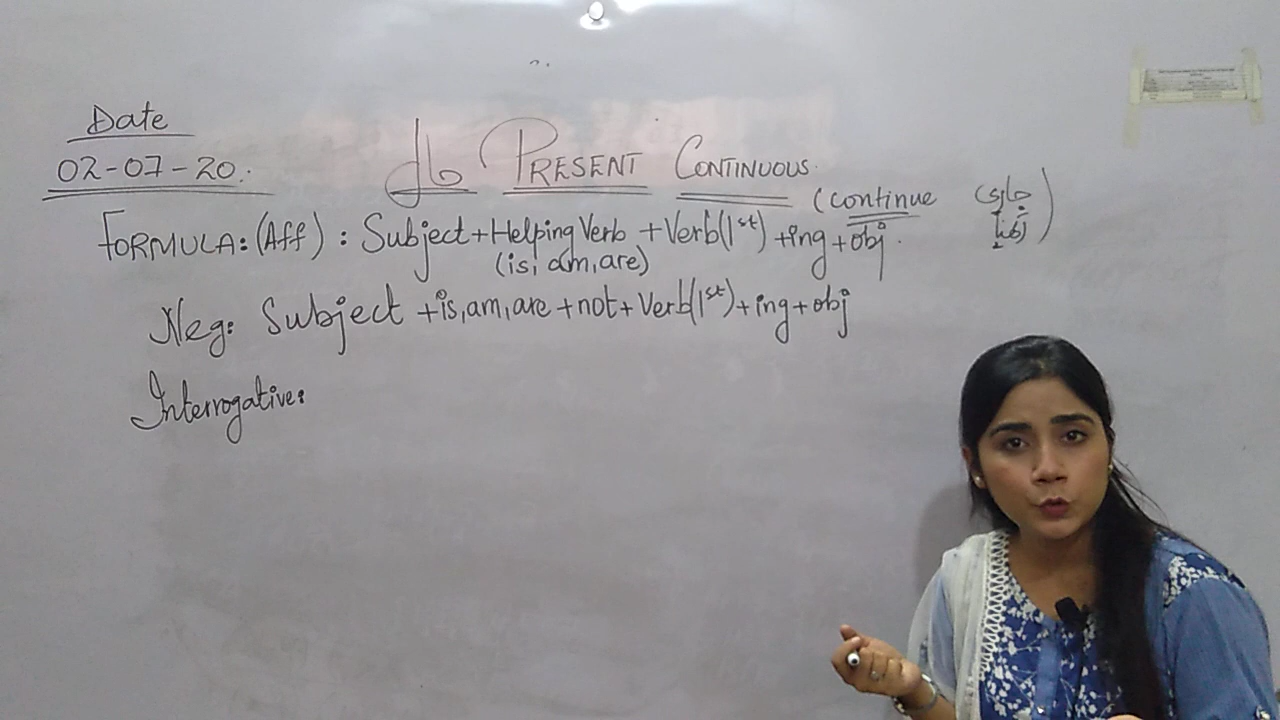 Date
02-07-20.
PRESENT CONTINUOUS.
(continue جاری رکھنا)
FORMULA: (Aff) : Subject + Helping Verb + Verb(1st) + ing + obj.
(is, am, are)
Neg: Subject + is, am, are + not + Verb(1st) + ing + obj
Interrogative: